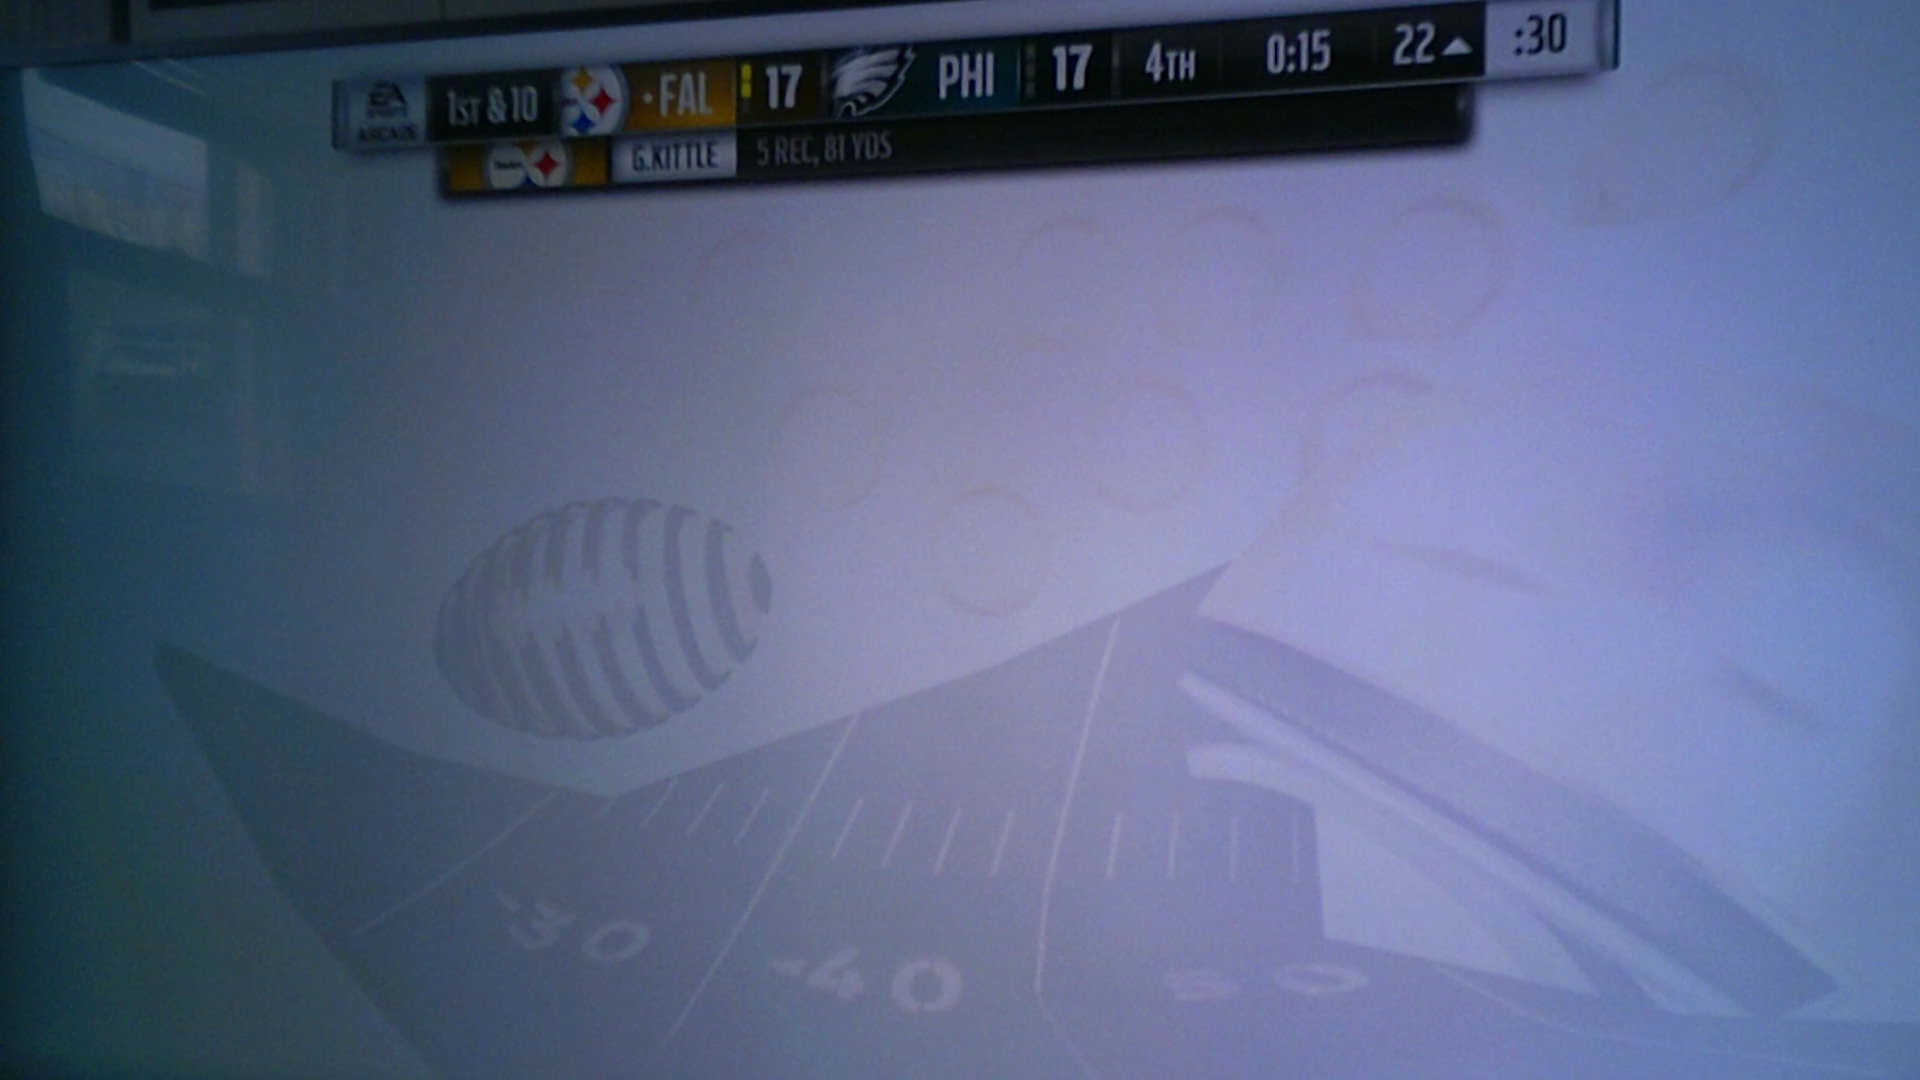 EA SPORTS ARCADE 1ST & 10 · FAL 17 PHI 17 4TH 0:15 22 :30
G.KITTLE 5 REC, 81 YDS
30 40 50